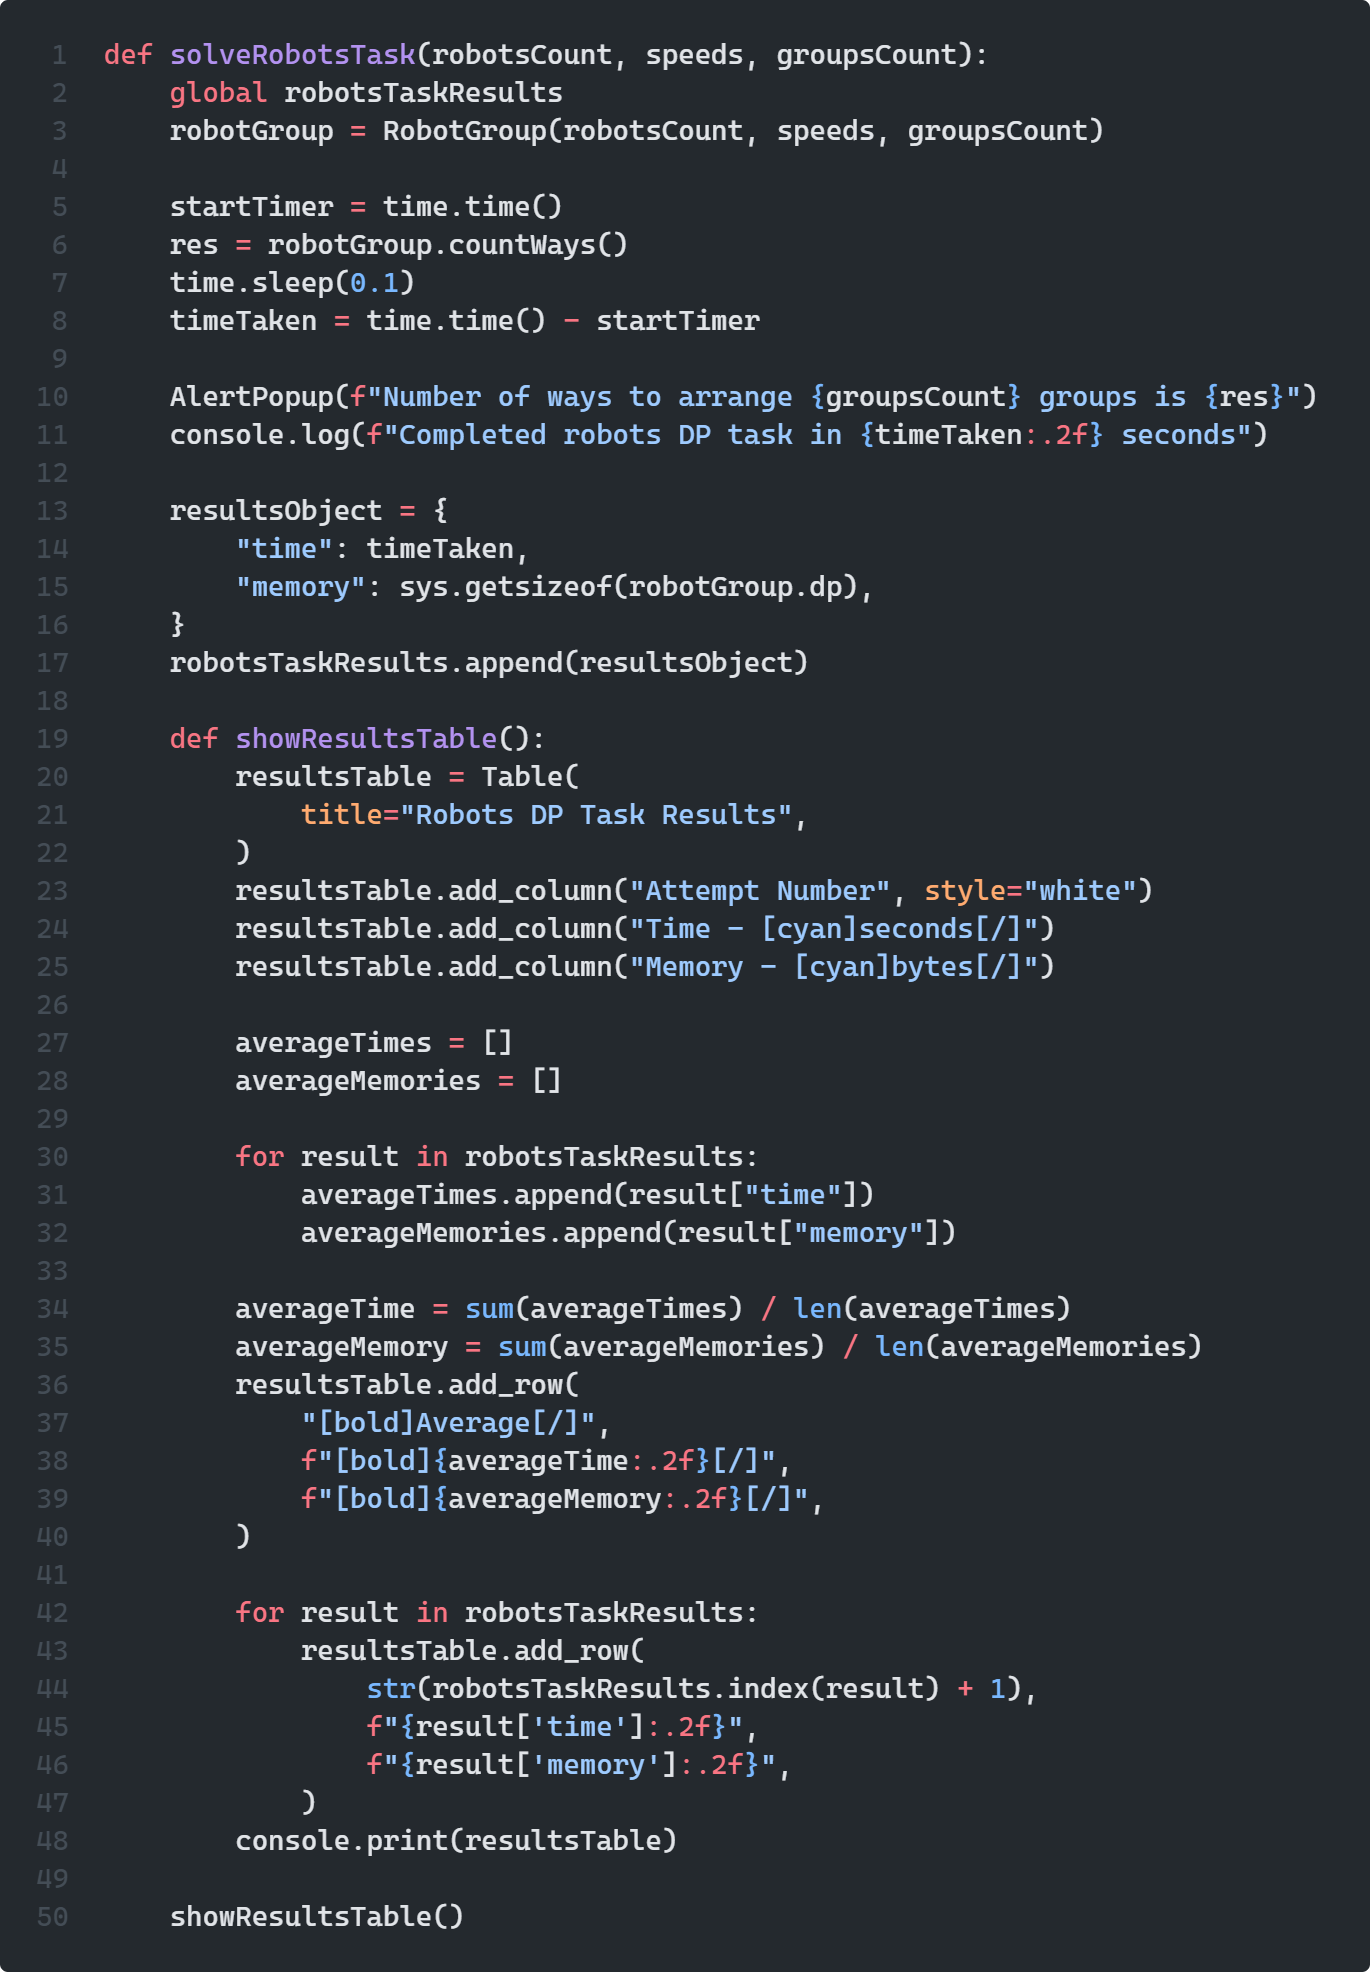 1 def solveRobotsTask(robotsCount, speeds, groupsCount):
2     global robotsTaskResults
3     robotGroup = RobotGroup(robotsCount, speeds, groupsCount)
4
5     startTimer = time.time()
6     res = robotGroup.countWays()
7     time.sleep(0.1)
8     timeTaken = time.time() - startTimer
9
10     AlertPopup(f"Number of ways to arrange {groupsCount} groups is {res}")
11     console.log(f"Completed robots DP task in {timeTaken:.2f} seconds")
12
13     resultsObject = {
14         "time": timeTaken,
15         "memory": sys.getsizeof(robotGroup.dp),
16     }
17     robotsTaskResults.append(resultsObject)
18
19     def showResultsTable():
20         resultsTable = Table(
21             title="Robots DP Task Results",
22         )
23         resultsTable.add_column("Attempt Number", style="white")
24         resultsTable.add_column("Time - [cyan]seconds[/]")
25         resultsTable.add_column("Memory - [cyan]bytes[/]")
26
27         averageTimes = []
28         averageMemories = []
29
30         for result in robotsTaskResults:
31             averageTimes.append(result["time"])
32             averageMemories.append(result["memory"])
33
34         averageTime = sum(averageTimes) / len(averageTimes)
35         averageMemory = sum(averageMemories) / len(averageMemories)
36         resultsTable.add_row(
37             "[bold]Average[/]",
38             f"[bold]{averageTime:.2f}[/]",
39             f"[bold]{averageMemory:.2f}[/]",
40         )
41
42         for result in robotsTaskResults:
43             resultsTable.add_row(
44                 str(robotsTaskResults.index(result) + 1),
45                 f"{result['time']:.2f}",
46                 f"{result['memory']:.2f}",
47             )
48         console.print(resultsTable)
49
50     showResultsTable()